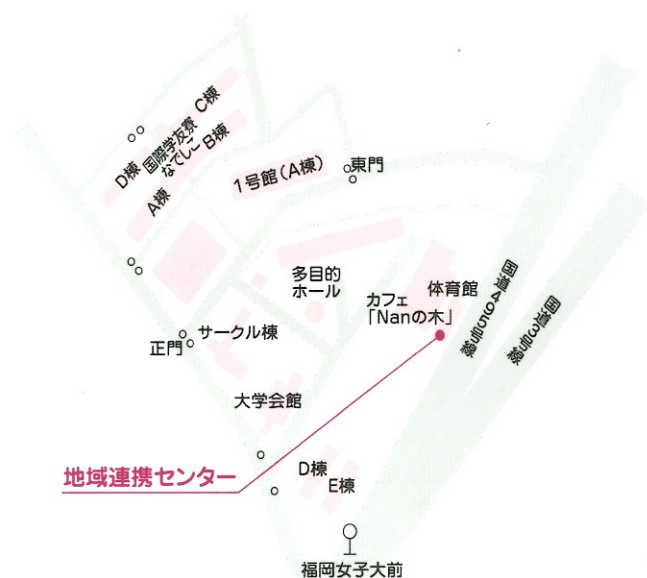 C棟
国際学友寮
なでしこ
B棟
D棟
A棟
1号館(A棟)
東門
多目的
ホール
カフェ
「Nanの木」
体育館
国道495号線
国道3号線
サークル棟
正門
大学会館
地域連携センター
D棟
E棟
福岡女子大前